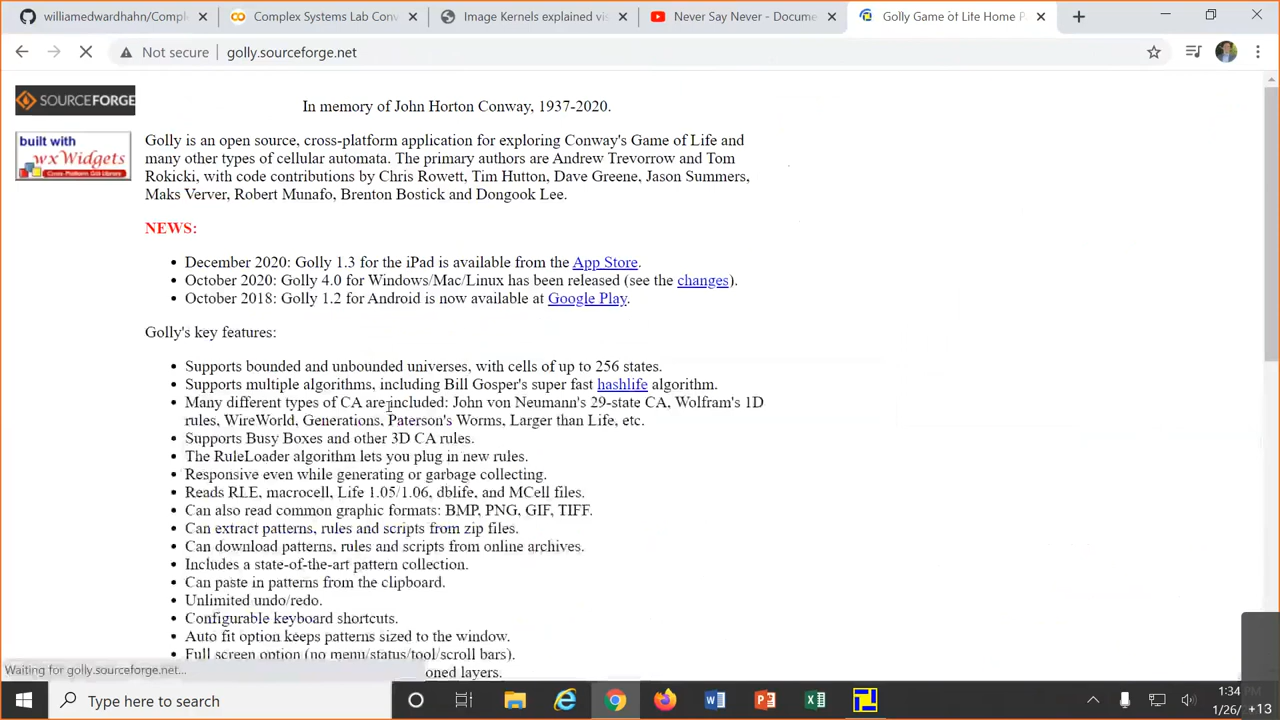 williamedwardhahn/Compl
Complex Systems Lab Conv
Image Kernels explained vis
Never Say Never - Docume
Golly Game of Life Home P
Not secure
golly.sourceforge.net
SOURCEFORGE
In memory of John Horton Conway, 1937-2020.
built with
wxWidgets
Cross-Platform GUI Library
Golly is an open source, cross-platform application for exploring Conway's Game of Life and
many other types of cellular automata. The primary authors are Andrew Trevorrow and Tom
Rokicki, with code contributions by Chris Rowett, Tim Hutton, Dave Greene, Jason Summers,
Maks Verver, Robert Munafo, Brenton Bostick and Dongook Lee.
NEWS:
• December 2020: Golly 1.3 for the iPad is available from the App Store.
• October 2020: Golly 4.0 for Windows/Mac/Linux has been released (see the changes).
• October 2018: Golly 1.2 for Android is now available at Google Play.
Golly's key features:
• Supports bounded and unbounded universes, with cells of up to 256 states.
• Supports multiple algorithms, including Bill Gosper's super fast hashlife algorithm.
• Many different types of CA are included: John von Neumann's 29-state CA, Wolfram's 1D
rules, WireWorld, Generations, Paterson's Worms, Larger than Life, etc.
• Supports Busy Boxes and other 3D CA rules.
• The RuleLoader algorithm lets you plug in new rules.
• Responsive even while generating or garbage collecting.
• Reads RLE, macrocell, Life 1.05/1.06, dblife, and MCell files.
• Can also read common graphic formats: BMP, PNG, GIF, TIFF.
• Can extract patterns, rules and scripts from zip files.
• Can download patterns, rules and scripts from online archives.
• Includes a state-of-the-art pattern collection.
• Can paste in patterns from the clipboard.
• Unlimited undo/redo.
• Configurable keyboard shortcuts.
• Auto fit option keeps patterns sized to the window.
• Full screen option (no menu/status/tool/scroll bars).
Waiting for golly.sourceforge.net...
oned layers.
Type here to search
1:34 PM
1/26/
+13